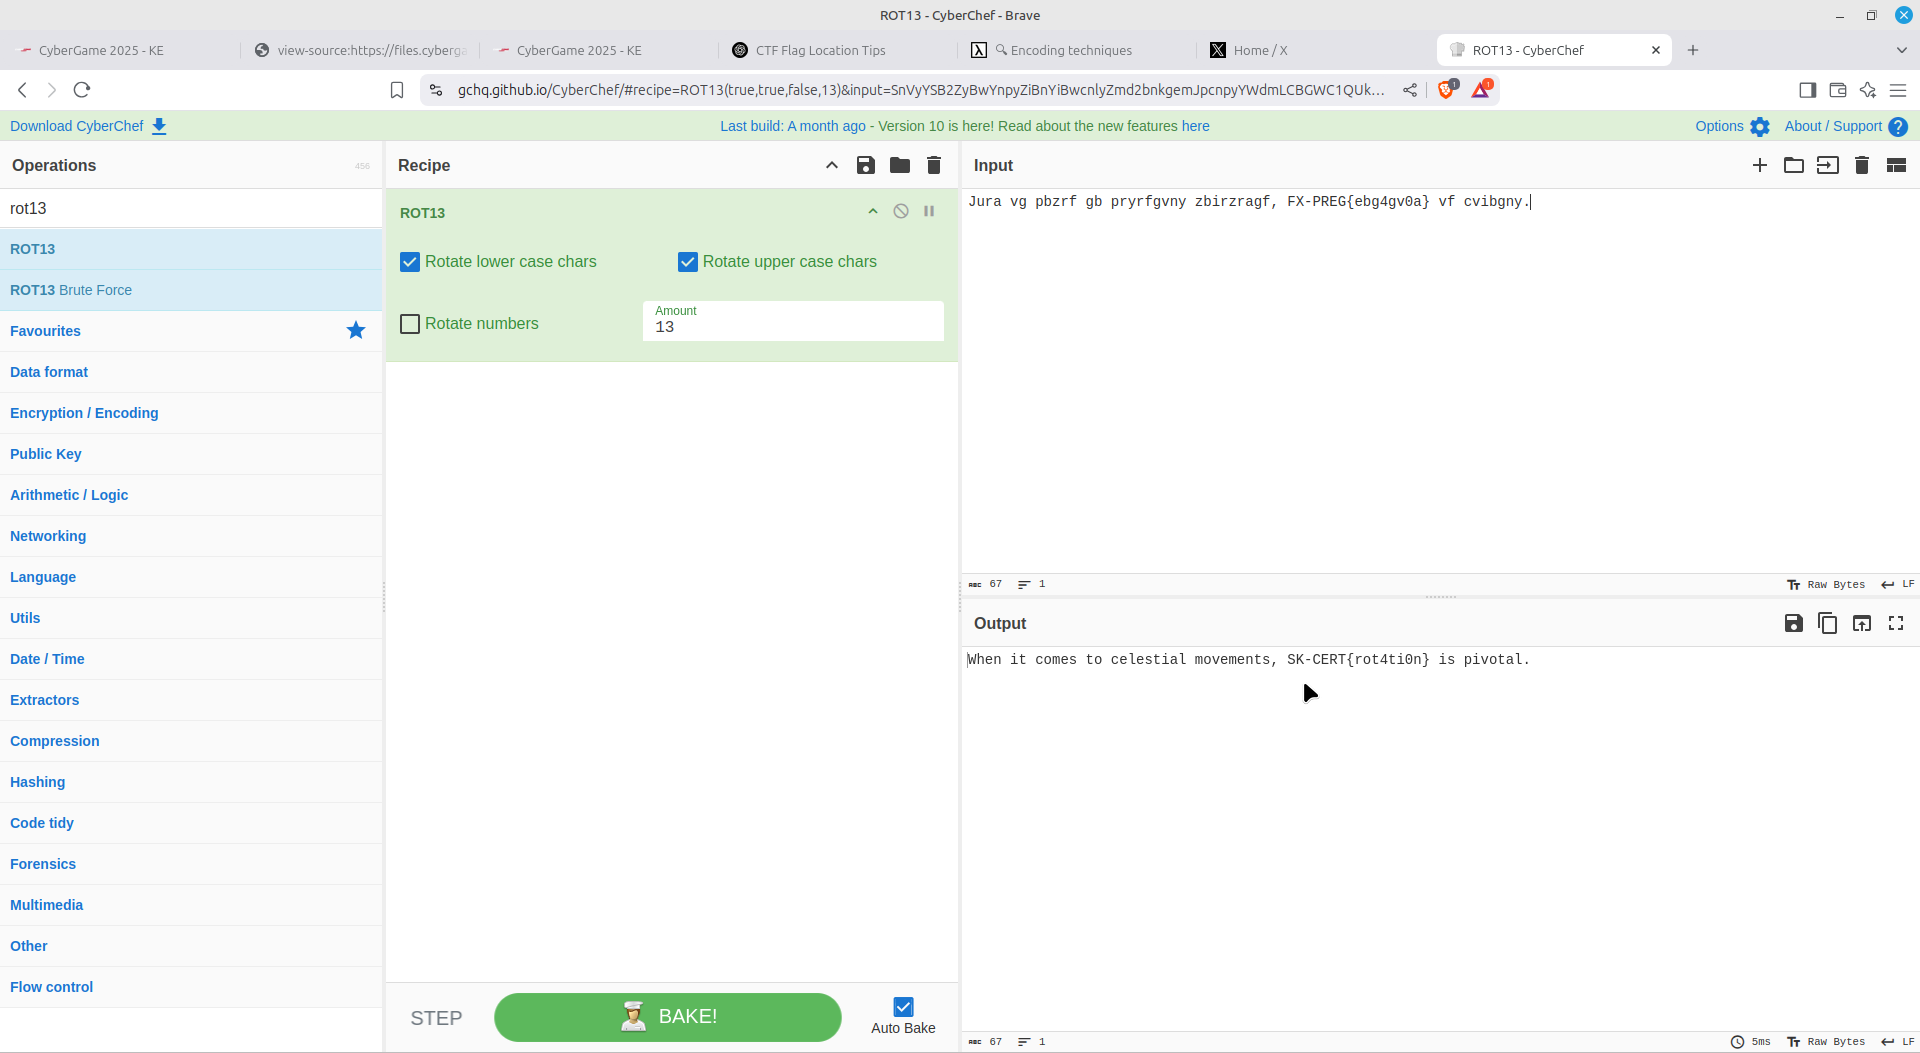 ROT13 - CyberChef - Brave
CyberGame 2025 - KE
view-source:https://files.cyberga
CyberGame 2025 - KE
CTF Flag Location Tips
🔍 Encoding techniques
Home / X
ROT13 - CyberChef
gchq.github.io/CyberChef/#recipe=ROT13(true,true,false,13)&input=SnVyYSB2ZyBwYnpyZiBnYiBwcnlyZmd2bnkgemJpcnpyYWdmLCBGWC1QUk...
1
1
Download CyberChef
Last build: A month ago - Version 10 is here! Read about the new features here
Options
About / Support
Operations
456
rot13
ROT13
ROT13 Brute Force
Favourites
Data format
Encryption / Encoding
Public Key
Arithmetic / Logic
Networking
Language
Utils
Date / Time
Extractors
Compression
Hashing
Code tidy
Forensics
Multimedia
Other
Flow control
Recipe
ROT13
Rotate lower case chars
Rotate upper case chars
Rotate numbers
Amount
13
STEP
BAKE!
Auto Bake
Input
Jura vg pbzrf gb pryrfgvny zbirzragf, FX-PREG{ebg4gv0a} vf cvibgny.
ABC 67 1
Raw Bytes LF
Output
When it comes to celestial movements, SK-CERT{rot4ti0n} is pivotal.
ABC 67 1
5ms Raw Bytes LF